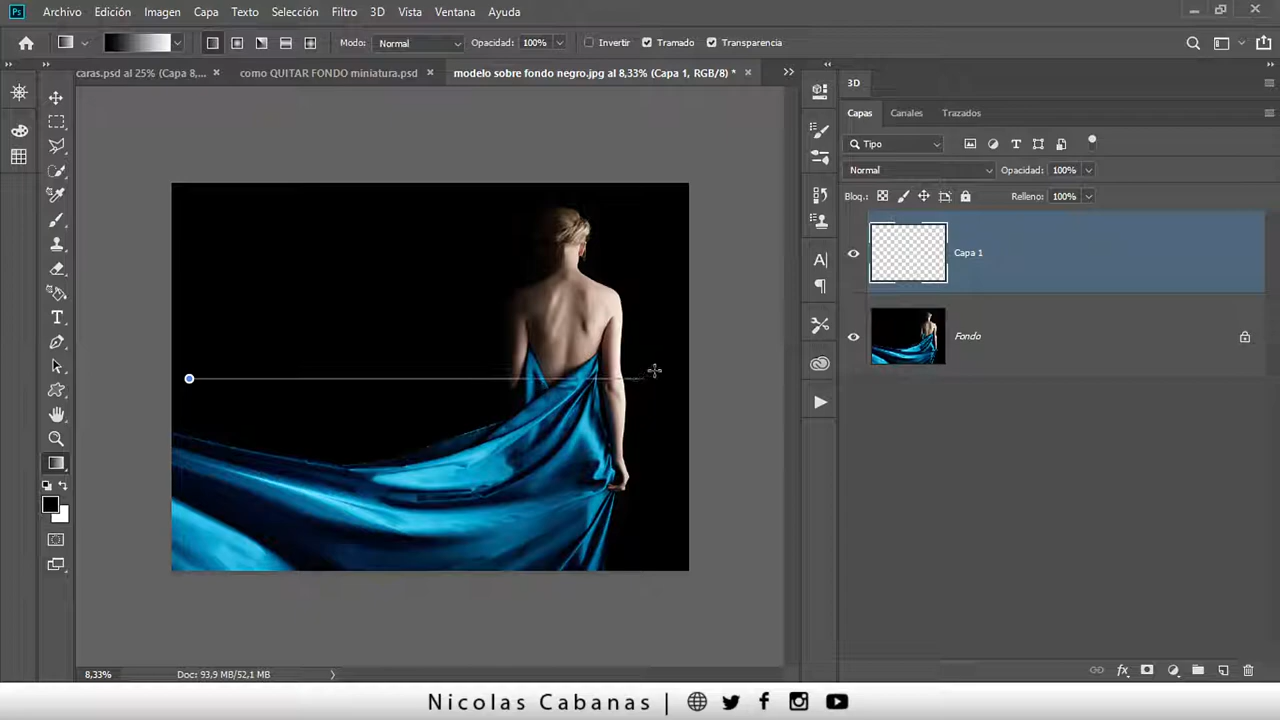 Ps Archivo Edición Imagen Capa Texto Selección Filtro 3D Vista Ventana Ayuda
Modo: Normal Opacidad: 100% Invertir Tramado Transparencia
caras.psd al 25% (Capa 8,... × como QUITAR FONDO miniatura.psd × modelo sobre fondo negro.jpg al 8,33% (Capa 1, RGB/8) * ×
3D
Capas Canales Trazados
Tipo
Normal Opacidad: 100%
Bloq.: Relleno: 100%
Capa 1
Fondo
8,33% Doc: 93,9 MB/52,1 MB
fx
Nicolas Cabanas |